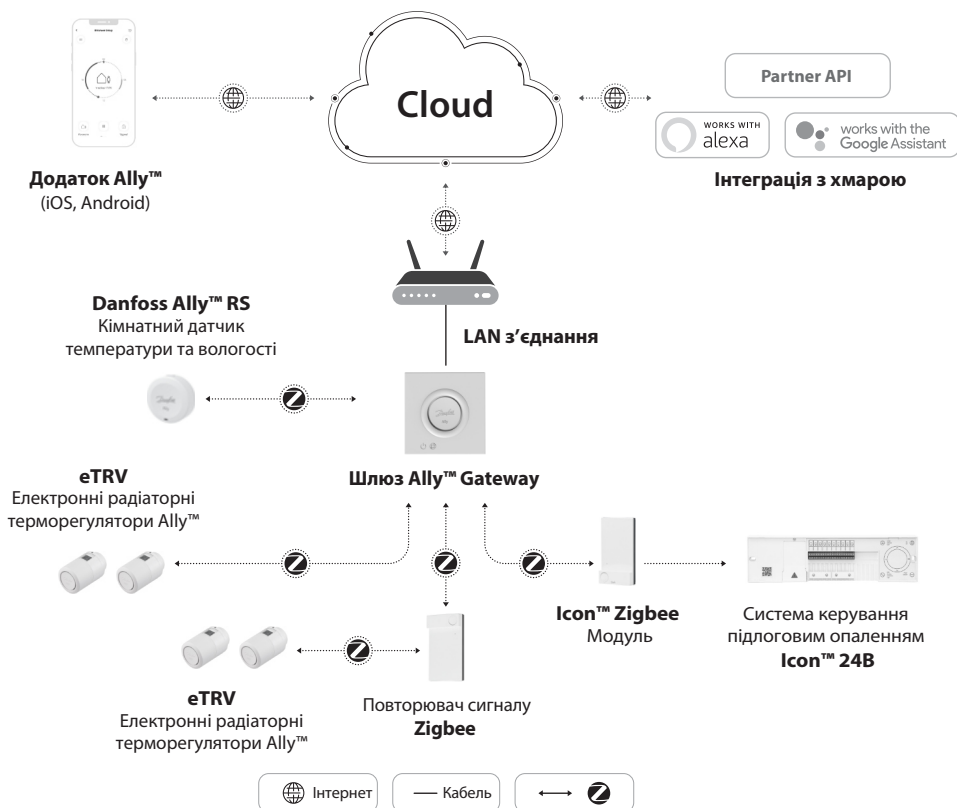 Cloud
Partner API
WORKS WITH
alexa
works with the
Google Assistant
Додаток Ally™
(iOS, Android)
Інтеграція з хмарою
Danfoss Ally™ RS
Кімнатний датчик
температури та вологості
LAN з’єднання
Шлюз Ally™ Gateway
eTRV
Електронні радіаторні
терморегулятори Ally™
Icon™ Zigbee
Модуль
Система керування
підлоговим опаленням
Icon™ 24В
eTRV
Електронні радіаторні
терморегулятори Ally™
Повторювач сигналу
Zigbee
Інтернет
Кабель